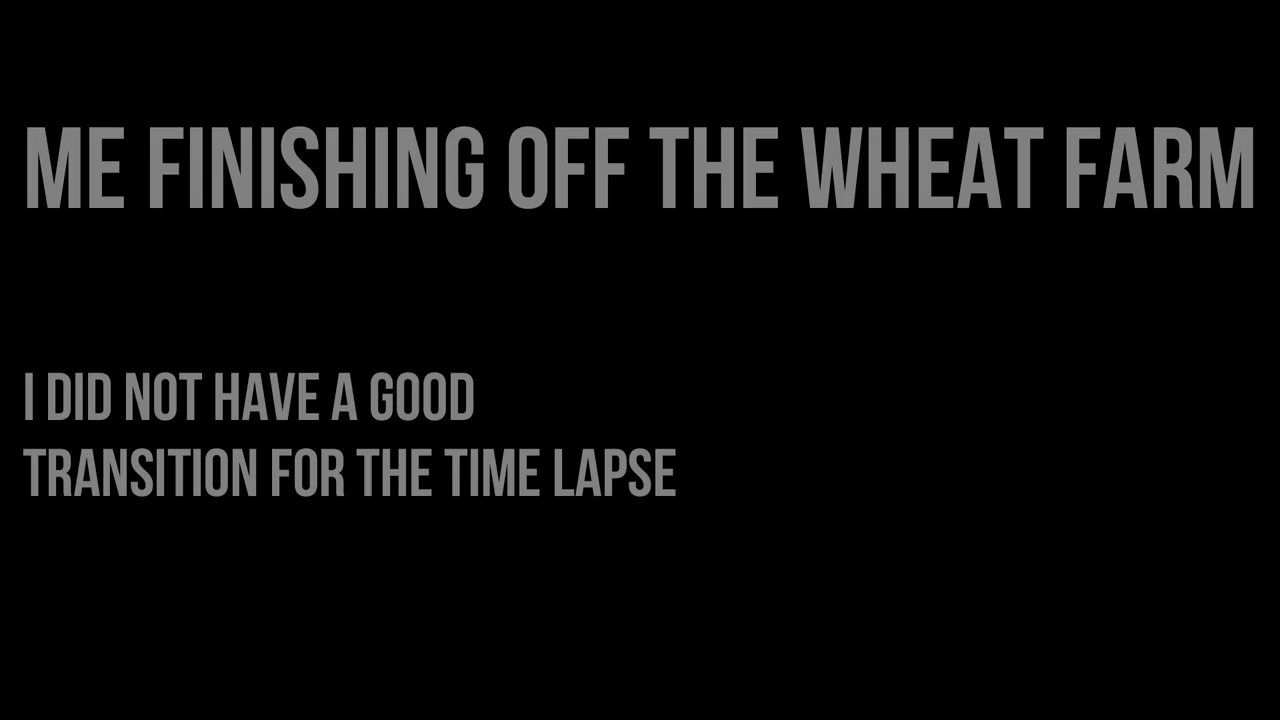 ME FINISHING OFF THE WHEAT FARM
I DID NOT HAVE A GOOD
TRANSITION FOR THE TIME LAPSE